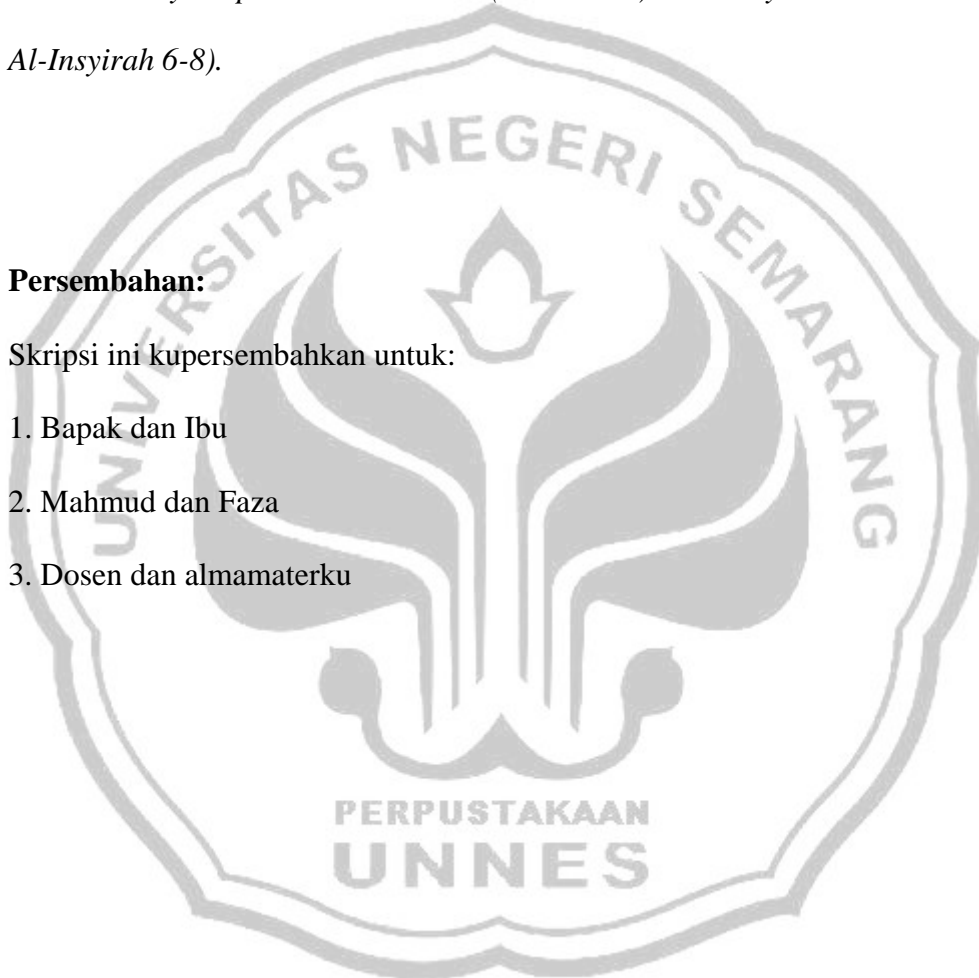 Al-Insyirah 6-8).
UNIVERSITAS NEGERI SEMARANG
Persembahan:
Skripsi ini kupersembahkan untuk:
1. Bapak dan Ibu
2. Mahmud dan Faza
3. Dosen dan almamaterku
PERPUSTAKAAN
UNNES